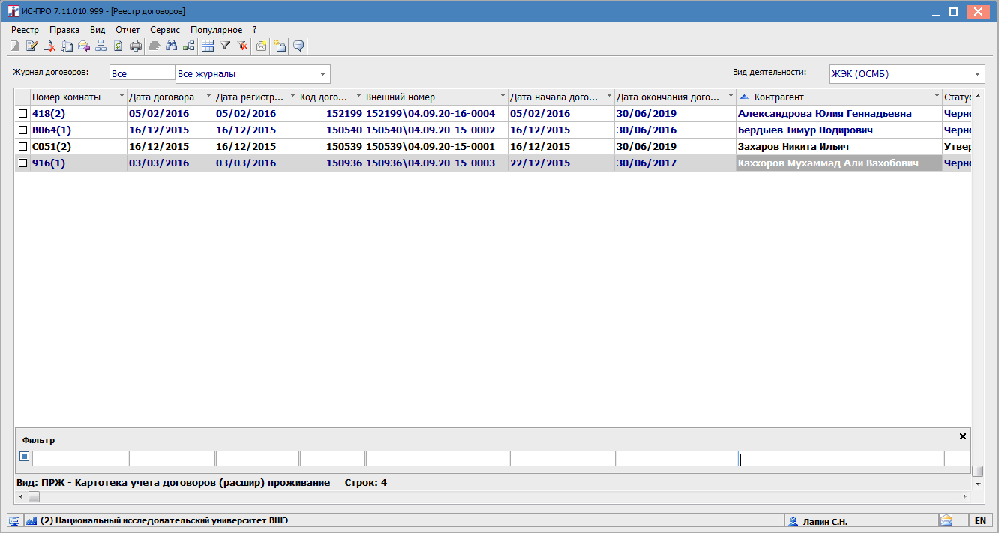 ИС-ПРО 7.11.010.999 - [Реестр договоров]
Реестр Правка Вид Отчет Сервис Популярное ?
Журнал договоров: Все Все журналы Вид деятельности: ЖЭК (ОСМБ)
Номер комнаты Дата договора Дата регистр... Код дого... Внешний номер Дата начала дого... Дата окончания дого... Контрагент Статус
418(2) 05/02/2016 05/02/2016 152199 152199\04.09.20-16-0004 05/02/2016 30/06/2019 Александрова Юлия Геннадьевна Черно
B064(1) 16/12/2015 16/12/2015 150540 150540\04.09.20-15-0002 16/12/2015 30/06/2016 Бердыев Тимур Нодирович Черно
C051(2) 16/12/2015 16/12/2015 150539 150539\04.09.20-15-0001 16/12/2015 30/06/2019 Захаров Никита Ильич Утвер
916(1) 03/03/2016 03/03/2016 150936 150936\04.09.20-15-0003 22/12/2015 30/06/2017 Каххоров Мухаммад Али Вахобович Черно
Фильтр
Вид: ПРЖ - Картотека учета договоров (расшир) проживание Строк: 4
(2) Национальный исследовательский университет ВШЭ Лапин С.Н. EN